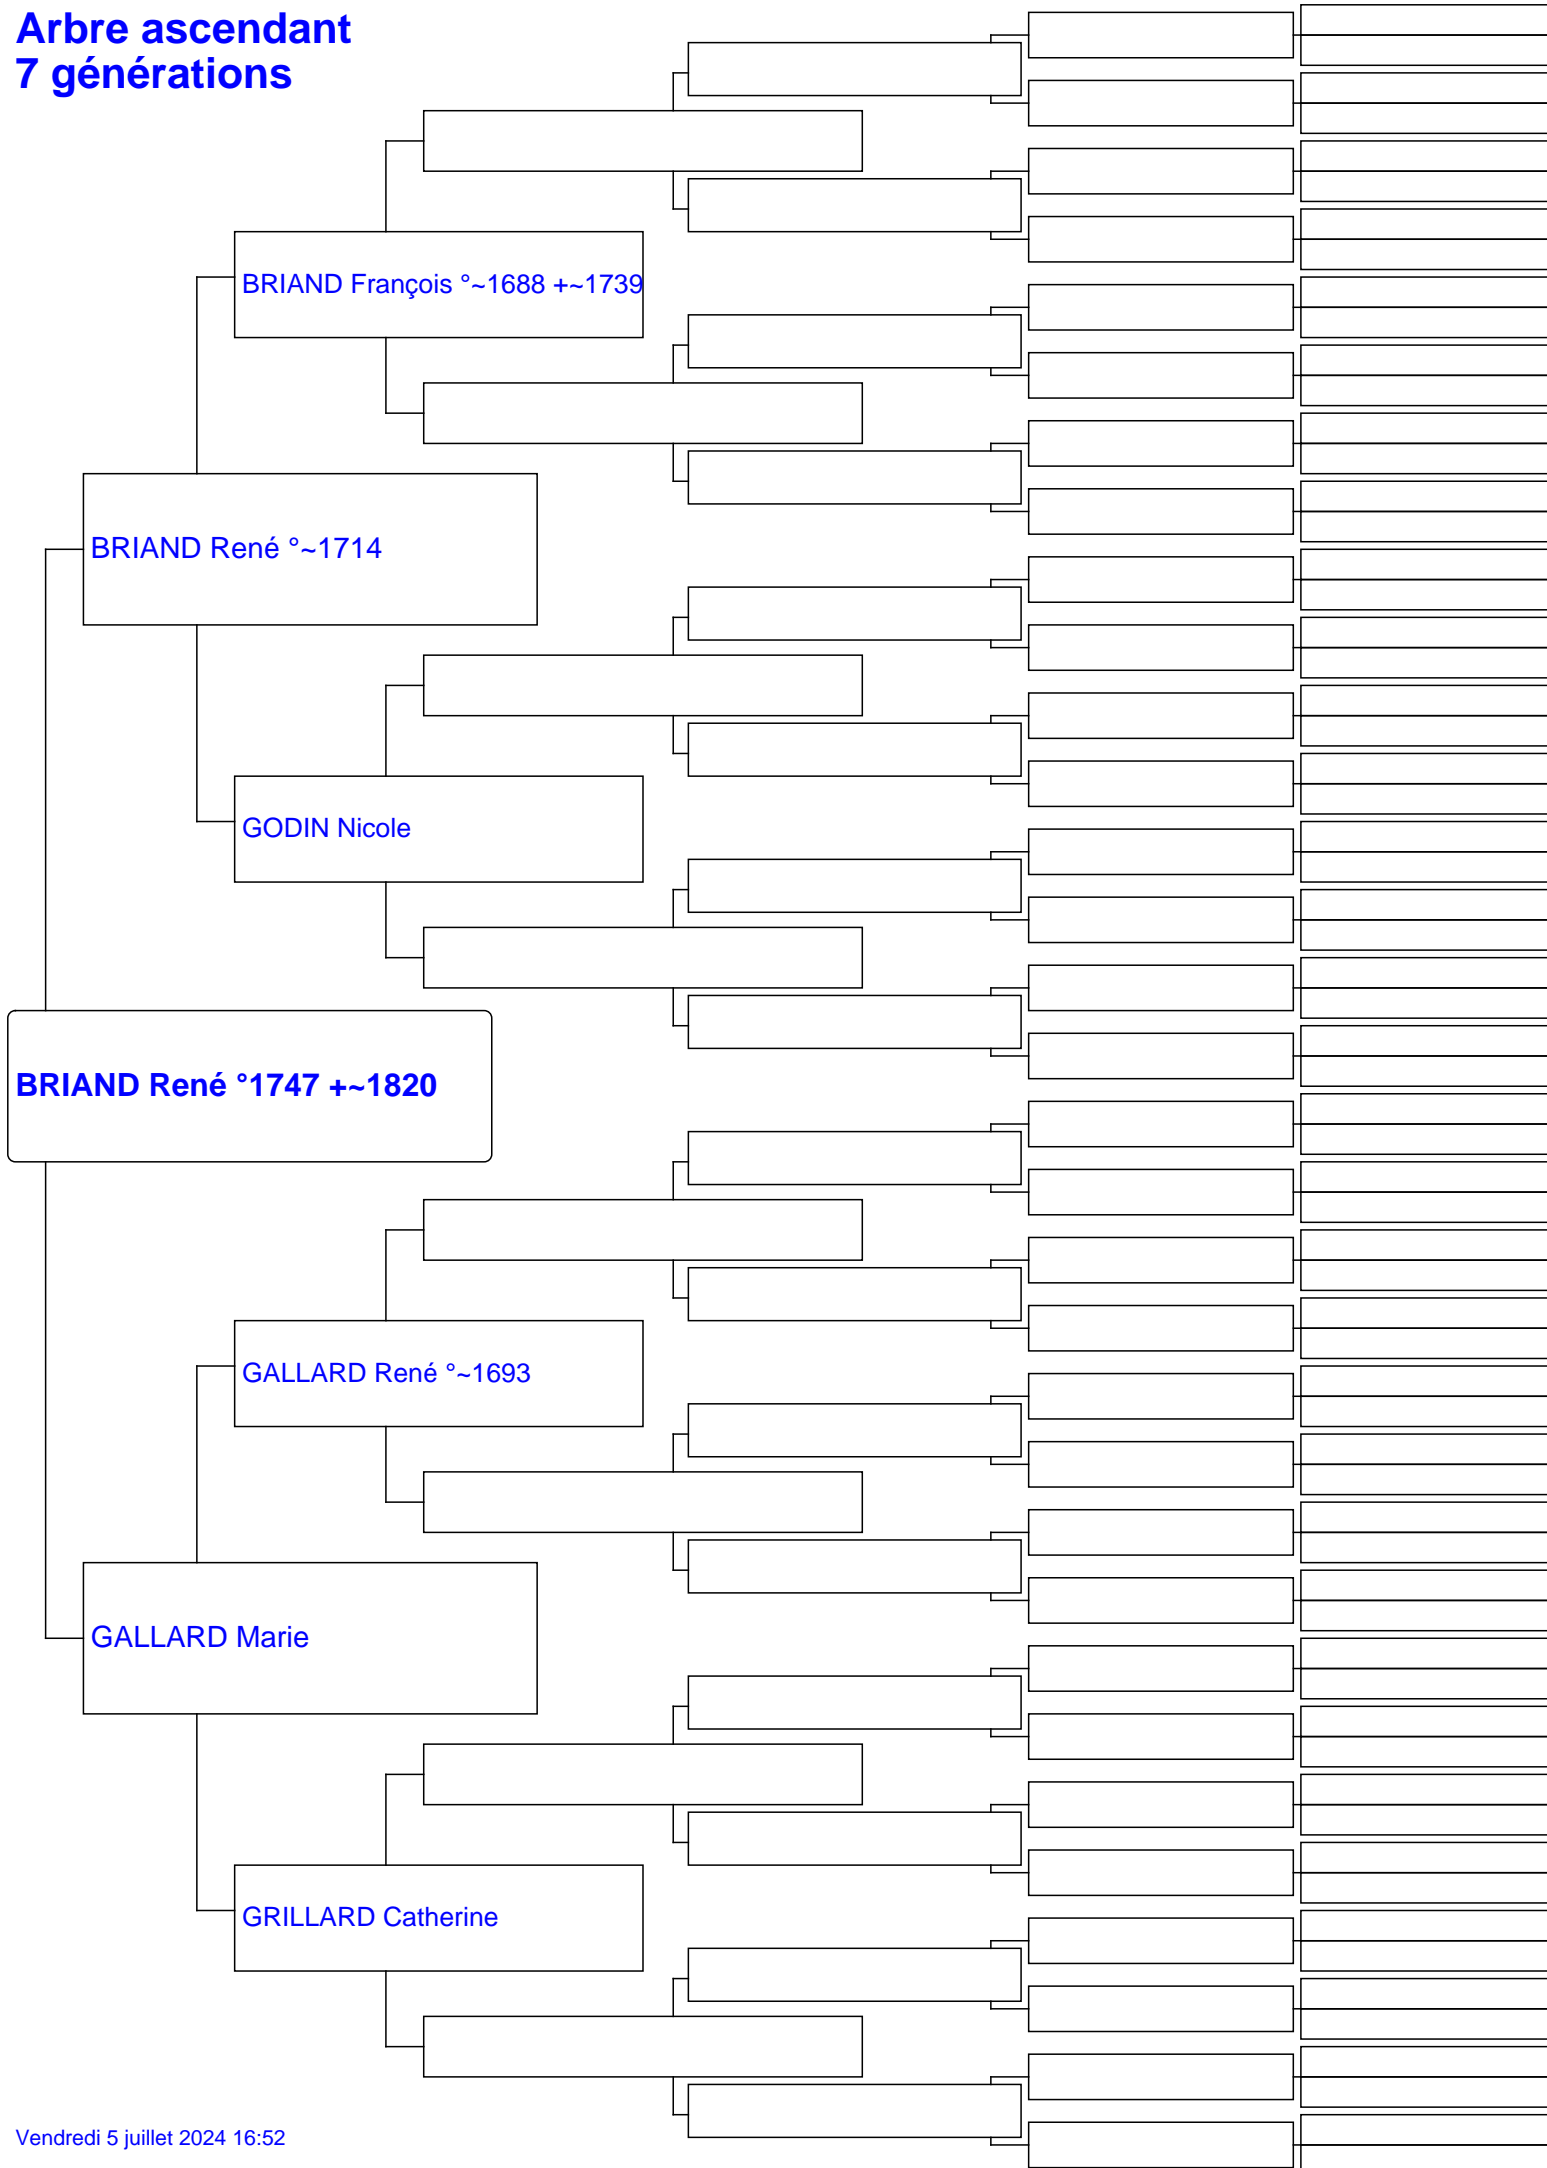 Arbre ascendant
7 générations
BRIAND François °~1688 +~1739
BRIAND René °~1714
GODIN Nicole
BRIAND René °1747 +~1820
GALLARD René °~1693
GALLARD Marie
GRILLARD Catherine
Vendredi 5 juillet 2024 16:52